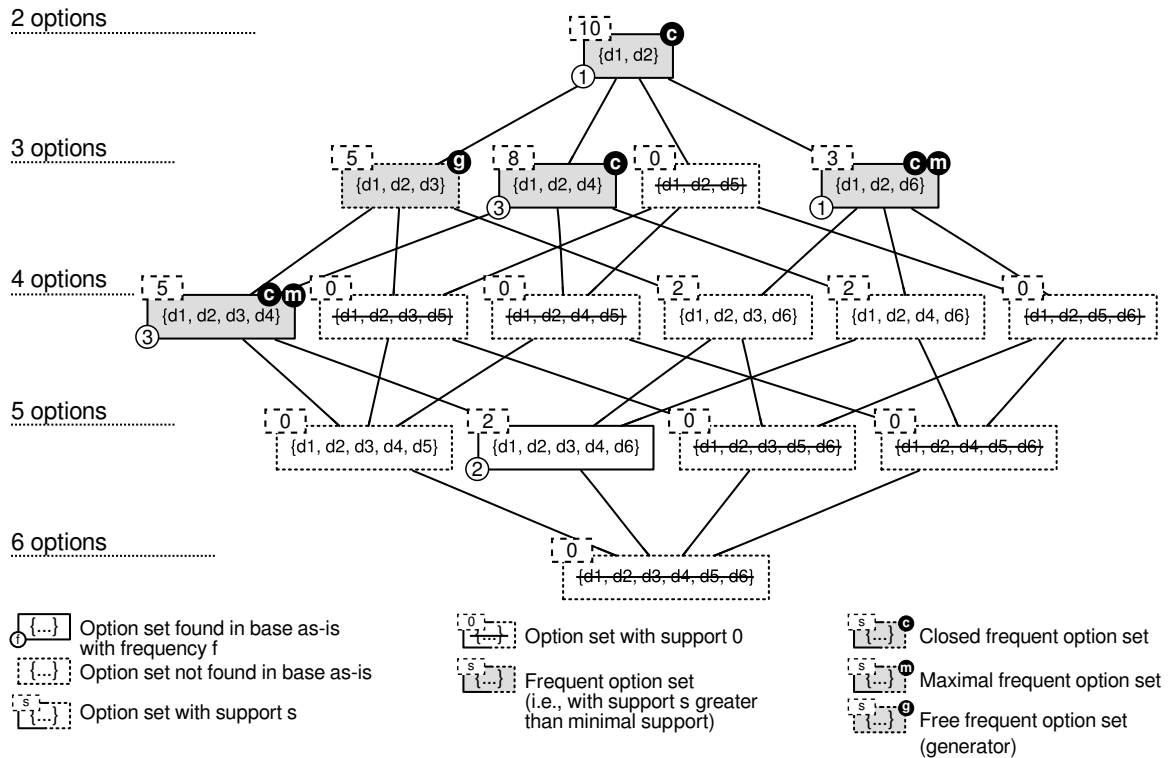 2 options
10 c
{d1, d2}
1
3 options
5 g 8 c 0 3 c m
{d1, d2, d3} {d1, d2, d4} {d1, d2, d5} {d1, d2, d6}
3 1
4 options
5 c m 0 0 2 2 0
{d1, d2, d3, d4} {d1, d2, d3, d5} {d1, d2, d4, d5} {d1, d2, d3, d6} {d1, d2, d4, d6} {d1, d2, d5, d6}
3
5 options
0 2 0 0
{d1, d2, d3, d4, d5} {d1, d2, d3, d4, d6} {d1, d2, d3, d5, d6} {d1, d2, d4, d5, d6}
2
6 options
0
{d1, d2, d3, d4, d5, d6}
{...} f Option set found in base as-is
with frequency f
{...} Option set not found in base as-is
s {...} Option set with support s
0 {...} Option set with support 0
s {...} Frequent option set
(i.e., with support s greater
than minimal support)
s {...} c Closed frequent option set
s {...} m Maximal frequent option set
s {...} g Free frequent option set
(generator)